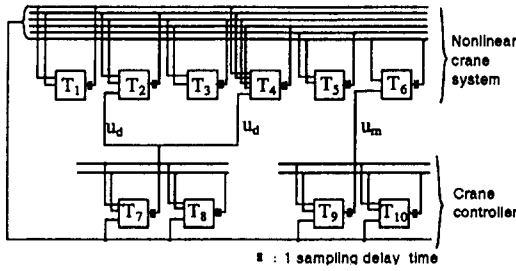 Nonlinear
crane
system
T1 T2 T3 T4 T5 T6
ud ud um
T7 T8 T9 T10
Crane
controller
: 1 sampling delay time